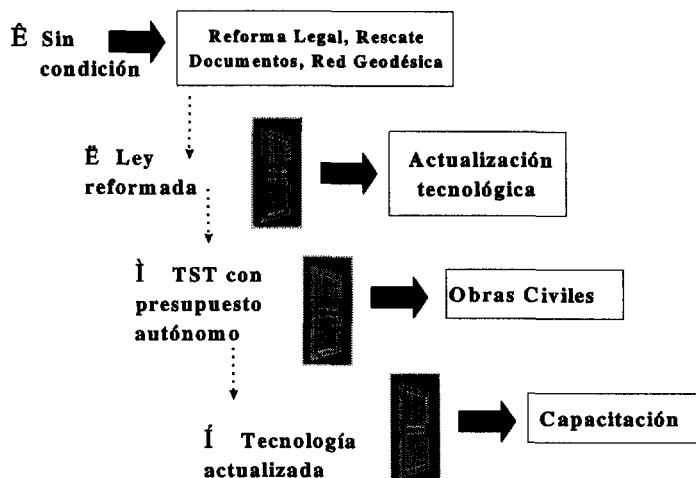 Ê Sin
condición
Reforma Legal, Rescate
Documentos, Red Geodésica
Ë Ley
reformada
Actualización
tecnológica
Ì TST con
presupuesto
autónomo
Obras Civiles
Í Tecnología
actualizada
Capacitación